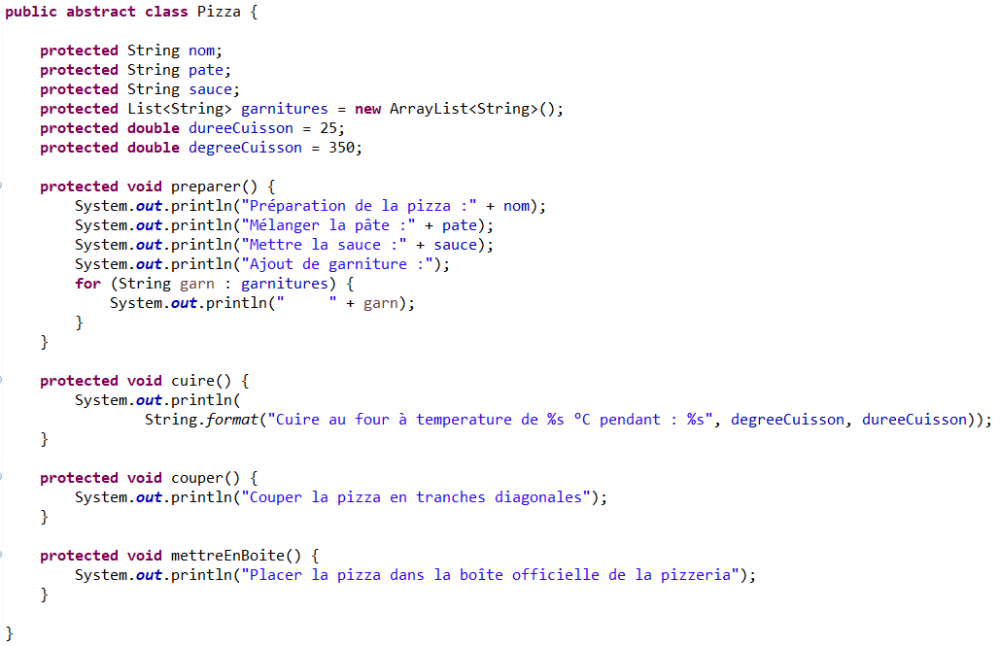 public abstract class Pizza {
protected String nom;
protected String pate;
protected String sauce;
protected List<String> garnitures = new ArrayList<String>();
protected double dureeCuisson = 25;
protected double degreeCuisson = 350;
protected void preparer() {
System.out.println("Préparation de la pizza :" + nom);
System.out.println("Mélanger la pâte :" + pate);
System.out.println("Mettre la sauce :" + sauce);
System.out.println("Ajout de garniture :");
for (String garn : garnitures) {
System.out.println("     " + garn);
}
}
protected void cuire() {
System.out.println(
String.format("Cuire au four à temperature de %s °C pendant : %s", degreeCuisson, dureeCuisson));
}
protected void couper() {
System.out.println("Couper la pizza en tranches diagonales");
}
protected void mettreEnBoite() {
System.out.println("Placer la pizza dans la boîte officielle de la pizzeria");
}
}